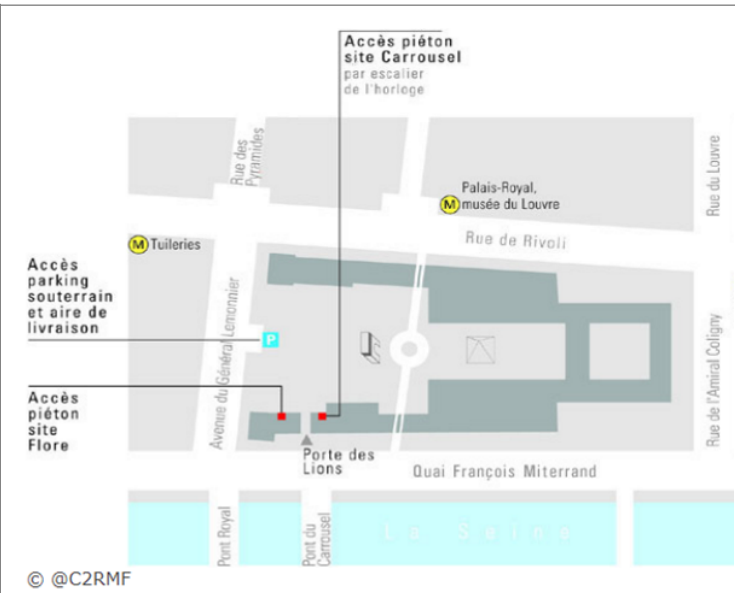 Accès piéton
site Carrousel
par escalier
de l'horloge
Rue des
Pyramides
Rue du Louvre
Palais-Royal,
M musée du Louvre
Rue de Rivoli
M Tuileries
Accès
parking
souterrain
et aire de
livraison
P
Avenue du Général Lemonnier
Rue de l'Amiral Coligny
Accès
piéton
site
Flore
Porte des
Lions
Quai François Miterrand
Pont Royal
Pont du
Carrousel
La Seine
© @C2RMF